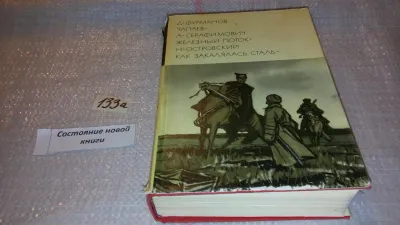 Д·ФУРМАНОВ
ЧАПАЕВ·
А·СЕРАФИМОВИЧ
ЖЕЛЕЗНЫЙ ПОТОК·
Н·ОСТРОВСКИЙ
КАК ЗАКАЛЯЛАСЬ СТАЛЬ·
133а
Состояние новой
книги